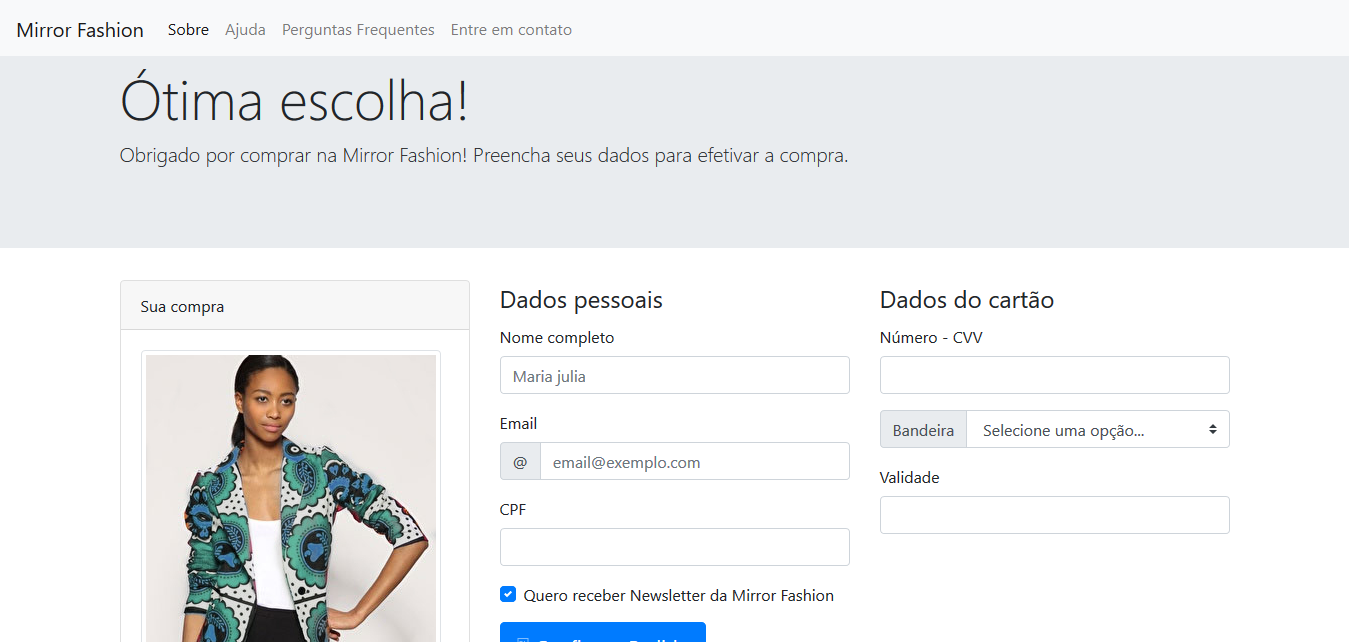 Mirror Fashion Sobre Ajuda Perguntas Frequentes Entre em contato
Ótima escolha!
Obrigado por comprar na Mirror Fashion! Preencha seus dados para efetivar a compra.
Sua compra
Dados pessoais
Nome completo
Maria julia
Email
@ email@exemplo.com
CPF
Quero receber Newsletter da Mirror Fashion
Dados do cartão
Número - CVV
Bandeira Selecione uma opção...
Validade